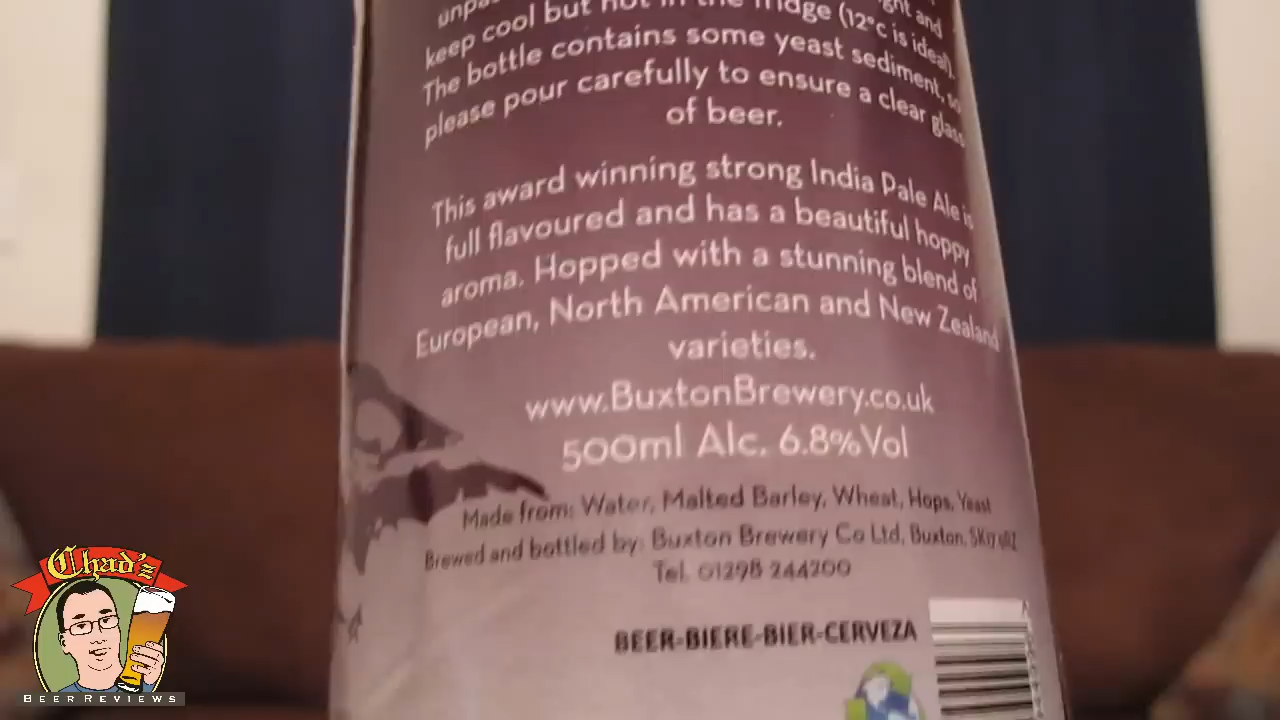 keep cool but not in the fridge (12°c is ideal).
The bottle contains some yeast sediment, so
please pour carefully to ensure a clear glass
of beer.
This award winning strong India Pale Ale is
full flavoured and has a beautiful hoppy
aroma. Hopped with a stunning blend of
European, North American and New Zealand
varieties.
www.BuxtonBrewery.co.uk
500ml Alc. 6.8%Vol
Made from: Water, Malted Barley, Wheat, Hops, Yeast
Brewed and bottled by: Buxton Brewery Co Ltd, Buxton,
Tel. 01298 244200
BEER-BIERE-BIER-CERVEZA
Chad'z
BEER REVIEWS